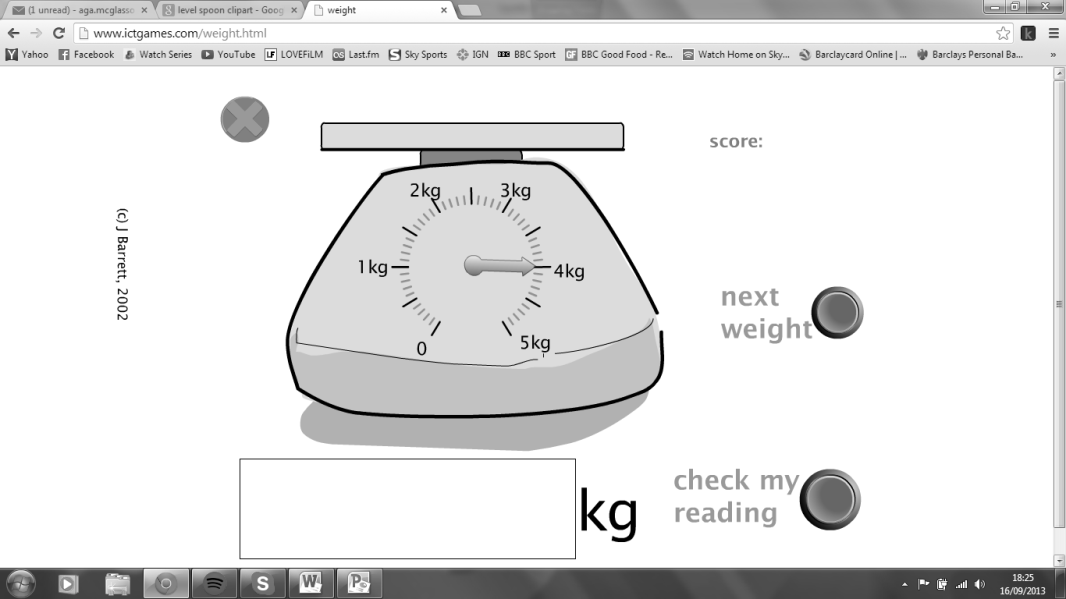 (1 unread) - aga.mcglasso
level spoon clipart - Goog
weight
www.ictgames.com/weight.html
Yahoo
Facebook
Watch Series
YouTube
LOVEFiLM
Last.fm
Sky Sports
IGN
BBC Sport
BBC Good Food - Re...
Watch Home on Sky...
Barclaycard Online | ...
Barclays Personal Ba...
score:
2kg
3kg
(c) J Barrett, 2002
1kg
4kg
next
weight
0
5kg
kg
check my
reading
18:25
16/09/2013